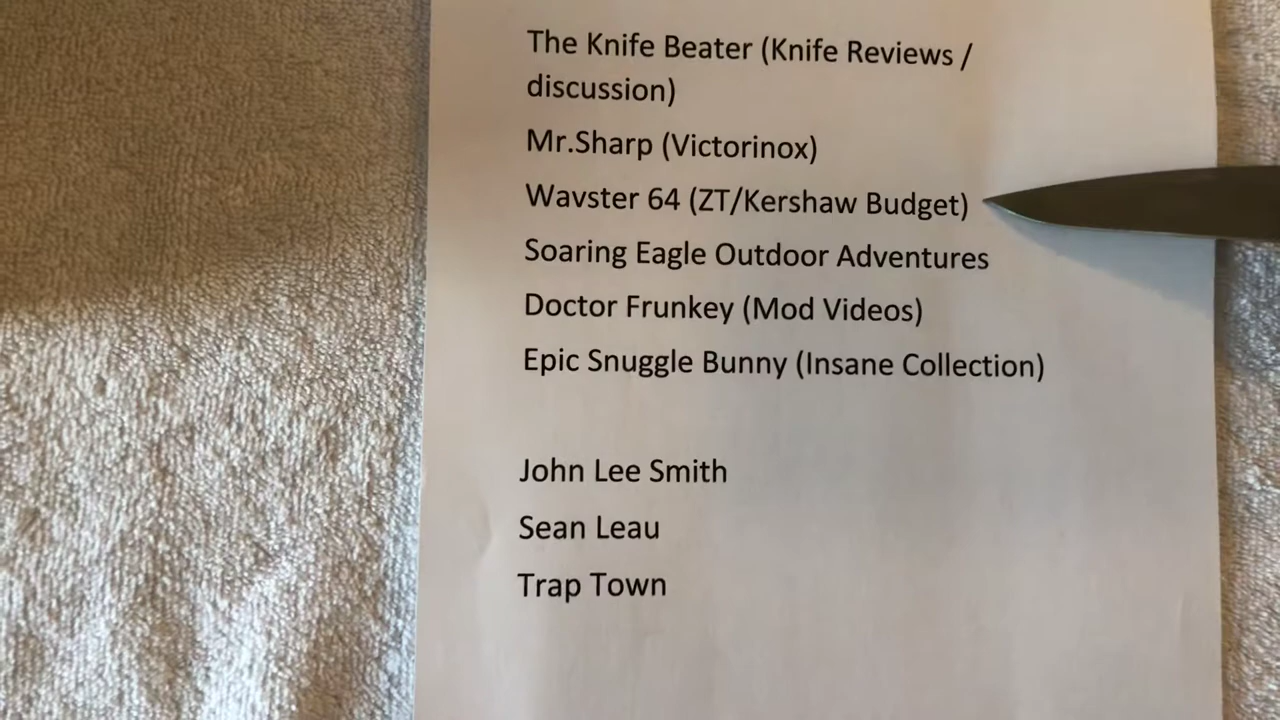 The Knife Beater (Knife Reviews /
discussion)
Mr.Sharp (Victorinox)
Wavster 64 (ZT/Kershaw Budget)
Soaring Eagle Outdoor Adventures
Doctor Frunkey (Mod Videos)
Epic Snuggle Bunny (Insane Collection)
John Lee Smith
Sean Leau
Trap Town